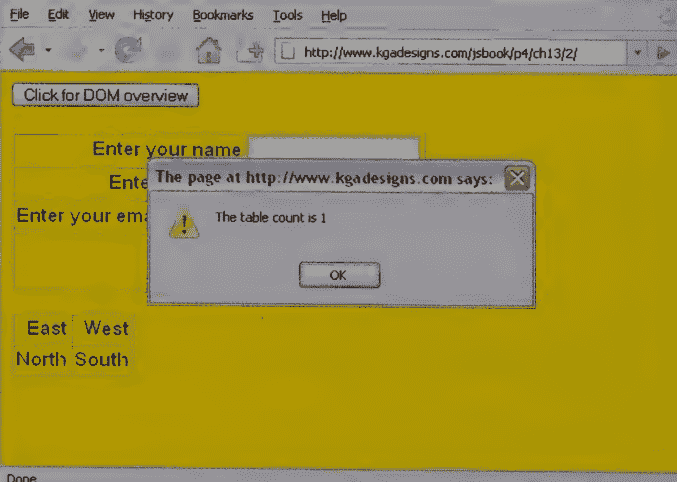 File Edit View History Bookmarks Tools Help
http://www.kgadesigns.com/jsbook/p4/ch13/2/
Click for DOM overview
Enter your name
The page at http://www.kgadesigns.com says:
Ente
Enter your ema
The table count is 1
OK
East West
North South
Done